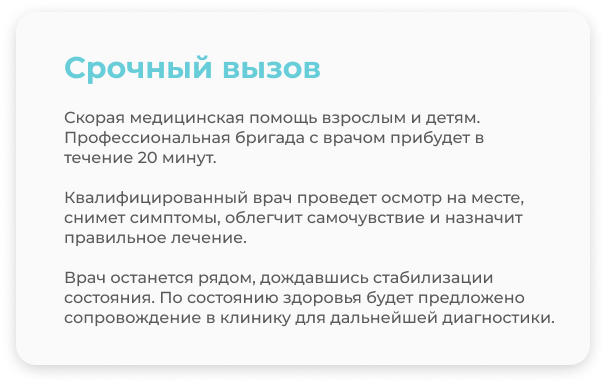 Срочный вызов
Скорая медицинская помощь взрослым и детям.
Профессиональная бригада с врачом прибудет в
течение 20 минут.
Квалифицированный врач проведет осмотр на месте,
снимет симптомы, облегчит самочувствие и назначит
правильное лечение.
Врач останется рядом, дождавшись стабилизации
состояния. По состоянию здоровья будет предложено
сопровождение в клинику для дальнейшей диагностики.